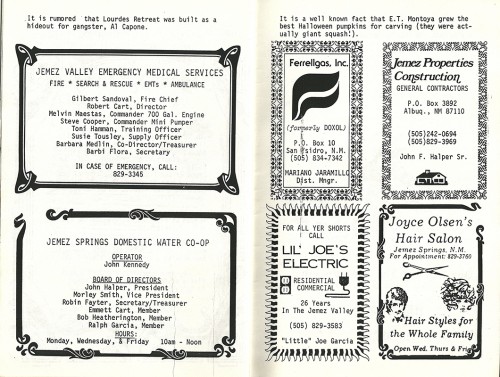 It is rumored that Lourdes Retreat was built as a
hideout for gangster, Al Capone.
JEMEZ VALLEY EMERGENCY MEDICAL SERVICES
FIRE * SEARCH & RESCUE * EMTs * AMBULANCE
Gilbert Sandoval, Fire Chief
Robert Cart, Director
Melvin Maestas, Commander 700 Gal. Engine
Steve Cooper, Commander Mini Pumper
Toni Hamman, Training Officer
Susie Tousley, Supply Officer
Barbara Medlin, Co-Director/Treasurer
Barbi Flora, Secretary
IN CASE OF EMERGENCY, CALL:
829-3345
JEMEZ SPRINGS DOMESTIC WATER CO-OP
OPERATOR
John Kennedy
BOARD OF DIRECTORS
John Halper, President
Morley Smith, Vice President
Robin Fayter, Secretary/Treasurer
Emmett Cart, Member
Bob Heatherington, Member
Ralph Garcia, Member
HOURS:
Monday, Wednesday, & Friday 10am - Noon
It is a well known fact that E.T. Montoya grew the
best Halloween pumpkins for carving (they were act-
ually giant squash!).
Ferrellgas, Inc.
(formerly DOXOL)
P.O. Box 10
San Ysidro, N.M.
(505) 834-7342
MARIANO JARAMILLO
Dist. Mngr.
Jemez Properties
Construction
GENERAL CONTRACTORS
P.O. Box 3892
Albuq., NM 87110
(505) 242-0694
(505) 829-3969
John F. Halper Sr.
FOR ALL YER SHORTS
CALL
LIL' JOE'S
ELECTRIC
RESIDENTIAL
COMMERCIAL
26 Years
In The Jemez Valley
(505) 829-3583
"Little" Joe Garcia
Joyce Olsen's
Hair Salon
Jemez Springs, N.M.
For Appointment: 829-3760
Hair Styles for
the Whole Family
Open Wed. Thurs & Fri